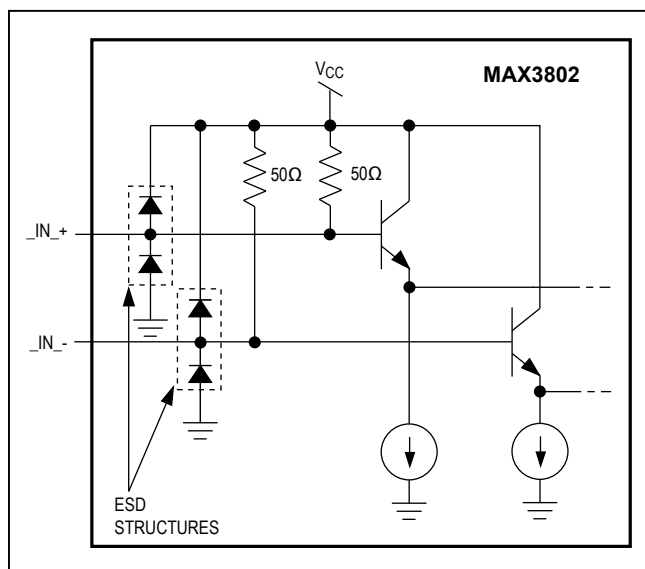 VCC
MAX3802
50Ω
50Ω
_IN_+
_IN_-
ESD
STRUCTURES